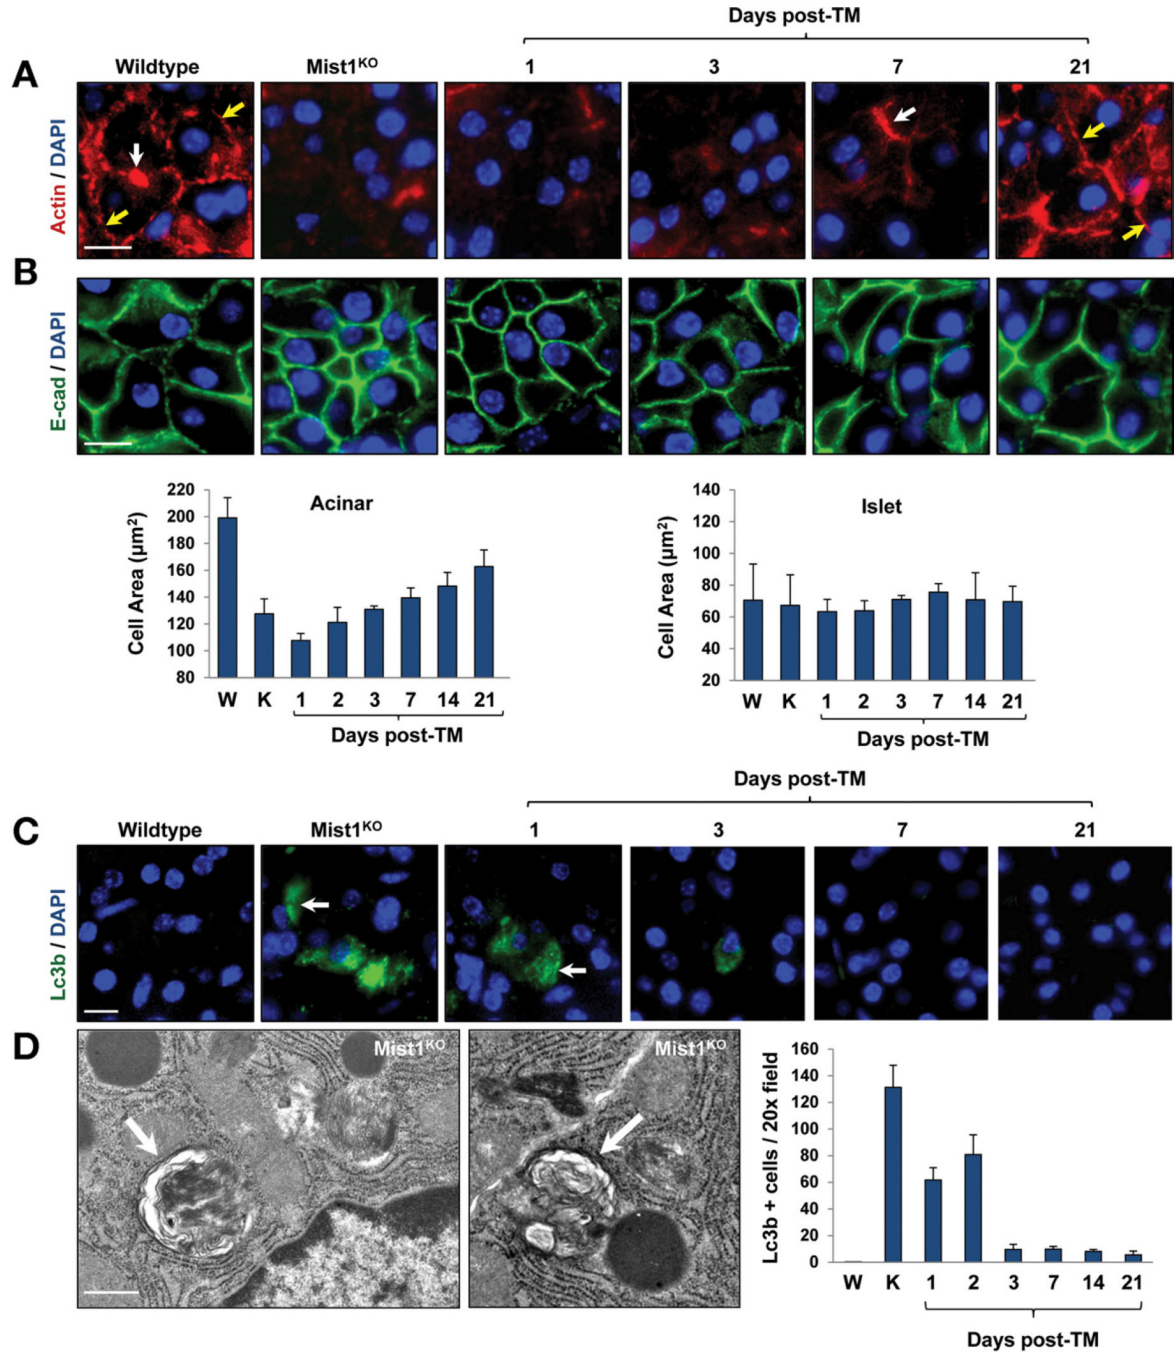 Days post-TM
A
Wildtype
Mist1KO
1
3
7
21
Actin / DAPI
B
E-cad / DAPI
Acinar
Cell Area (µm2)
220
200
180
160
140
120
100
80
W K 1 2 3 7 14 21
Days post-TM
Islet
Cell Area (µm2)
140
120
100
80
60
40
20
W K 1 2 3 7 14 21
Days post-TM
Days post-TM
C
Wildtype
Mist1KO
1
3
7
21
Lc3b / DAPI
D
Mist1KO
Mist1KO
Lc3b + cells / 20x field
160
140
120
100
80
60
40
20
0
W K 1 2 3 7 14 21
Days post-TM